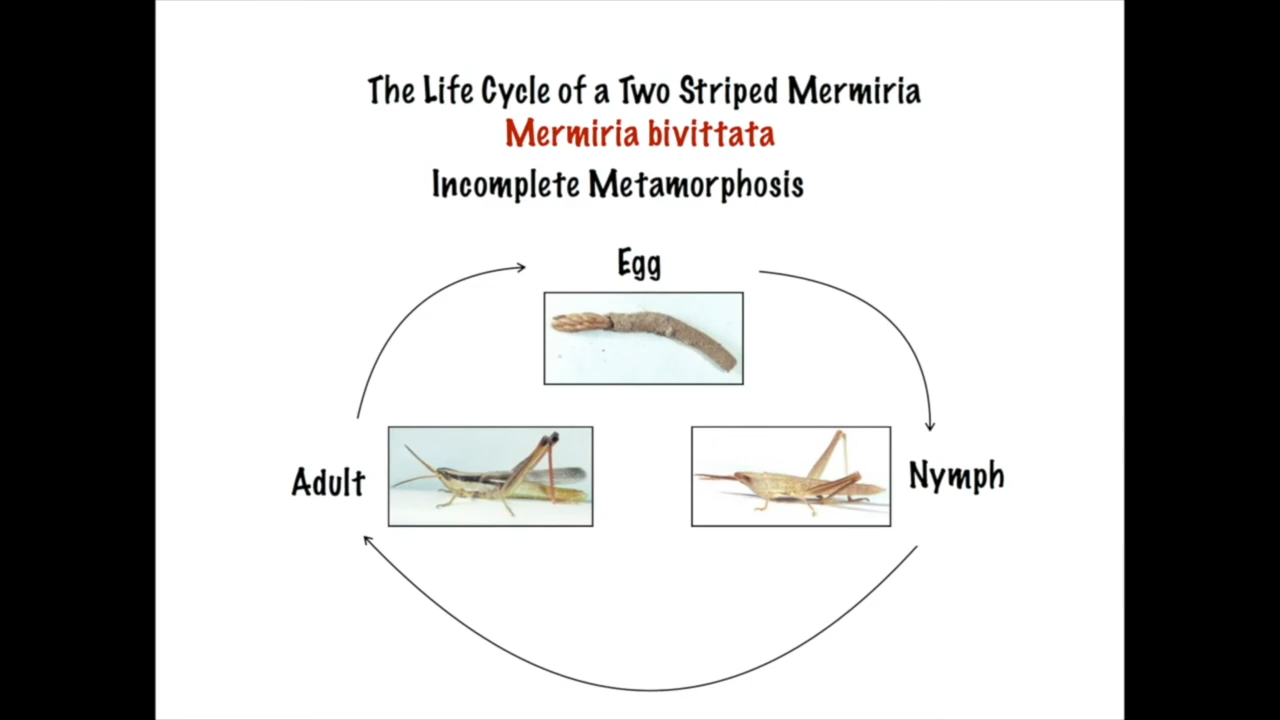 The Life Cycle of a Two Striped Mermiria
Mermiria bivittata
Incomplete Metamorphosis
Egg
Adult
Nymph